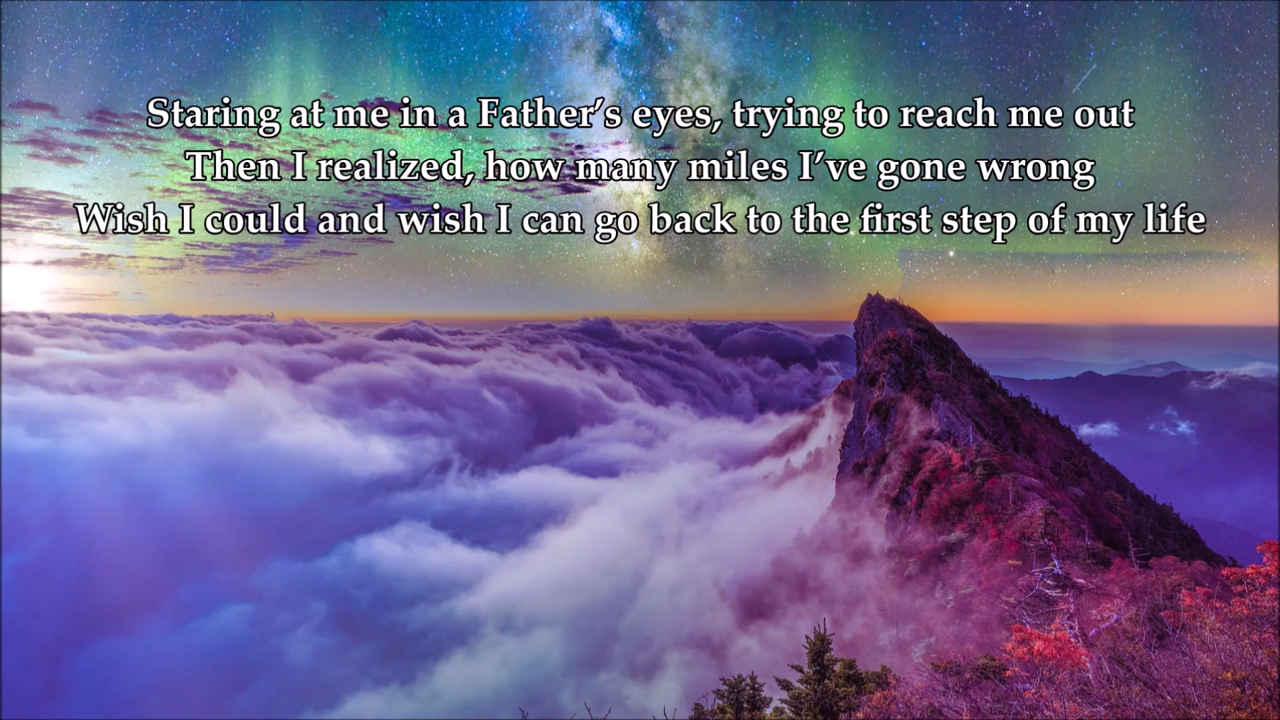 Staring at me in a Father’s eyes, trying to reach me out
Then I realized, how many miles I’ve gone wrong
Wish I could and wish I can go back to the first step of my life